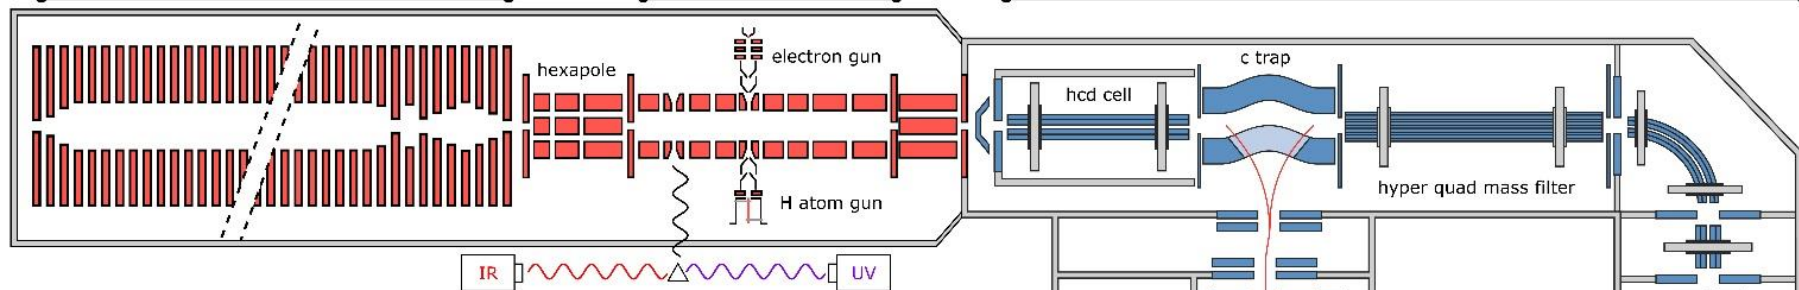 electron gun
hexapole
c trap
hcd cell
hyper quad mass filter
H atom gun
IR
UV